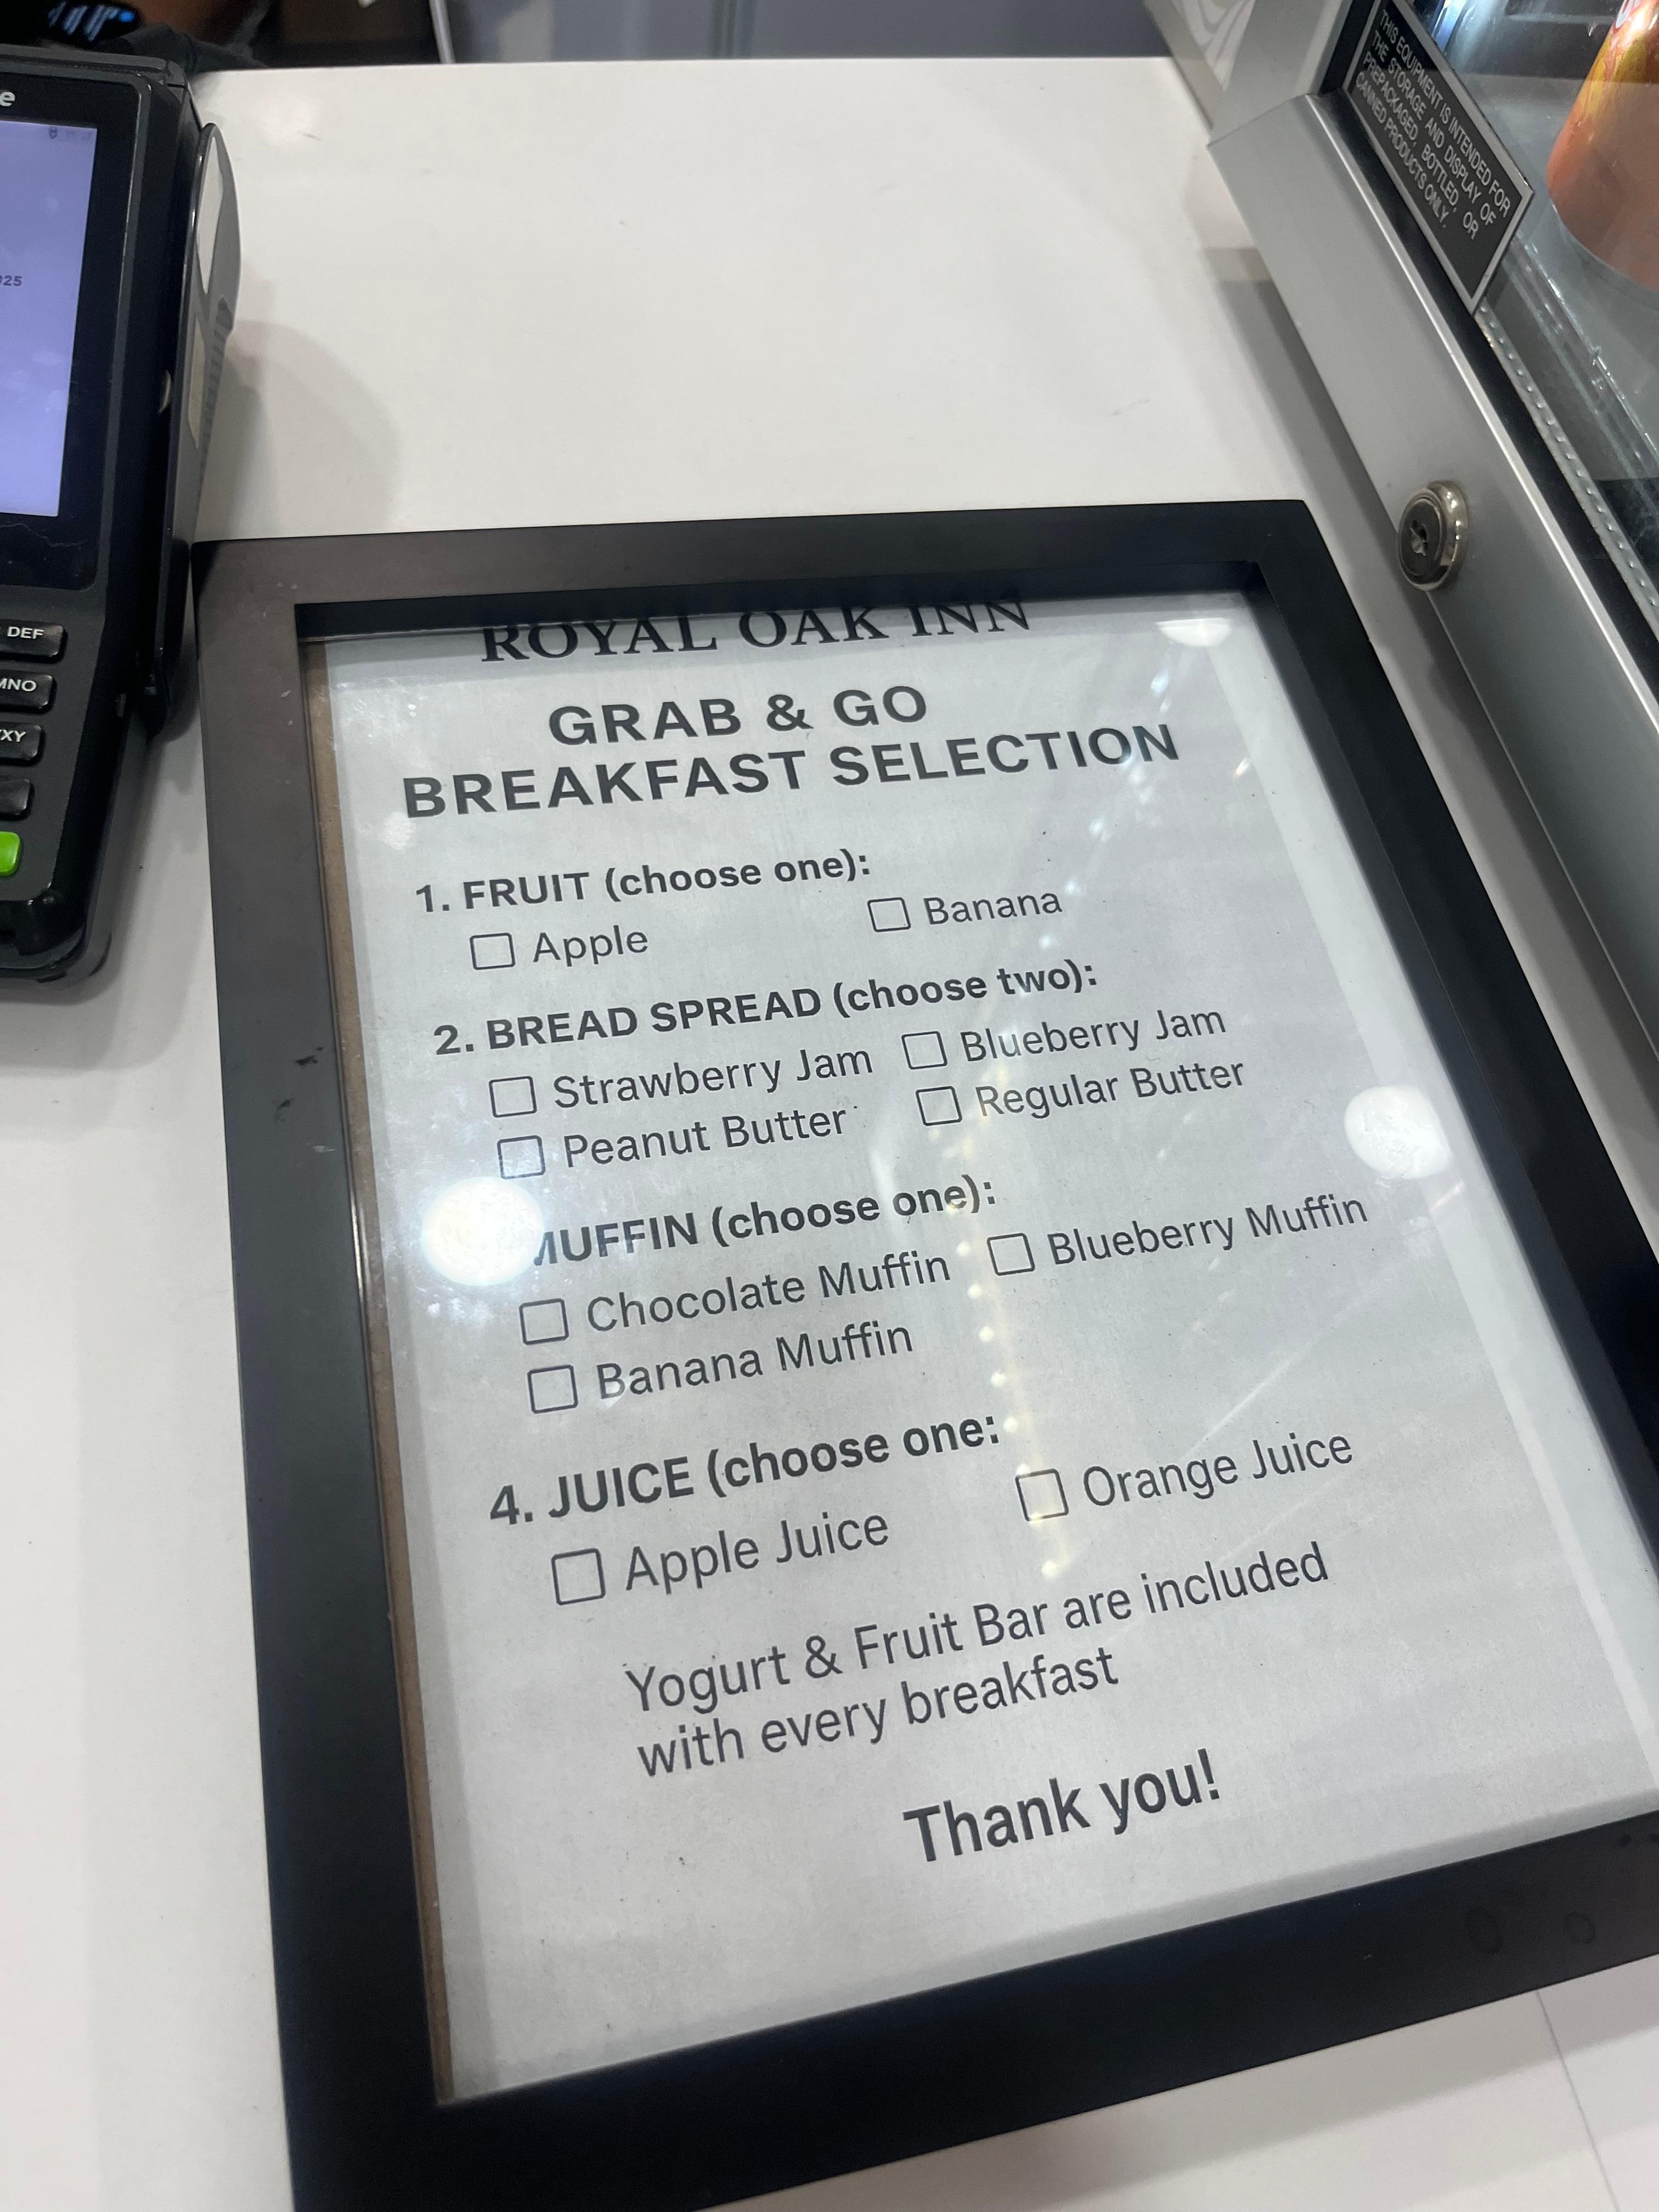 e
025
DEF
MNO
XY
THIS EQUIPMENT IS INTENDED FOR
THE STORAGE AND DISPLAY OF
PREPACKAGED, BOTTLED, OR
CANNED PRODUCTS ONLY.
ROYAL OAK INN
GRAB & GO
BREAKFAST SELECTION
1. FRUIT (choose one):
☐ Apple ☐ Banana
2. BREAD SPREAD (choose two):
☐ Strawberry Jam ☐ Blueberry Jam
☐ Peanut Butter ☐ Regular Butter
MUFFIN (choose one):
☐ Chocolate Muffin ☐ Blueberry Muffin
☐ Banana Muffin
4. JUICE (choose one:
☐ Apple Juice ☐ Orange Juice
Yogurt & Fruit Bar are included
with every breakfast
Thank you!